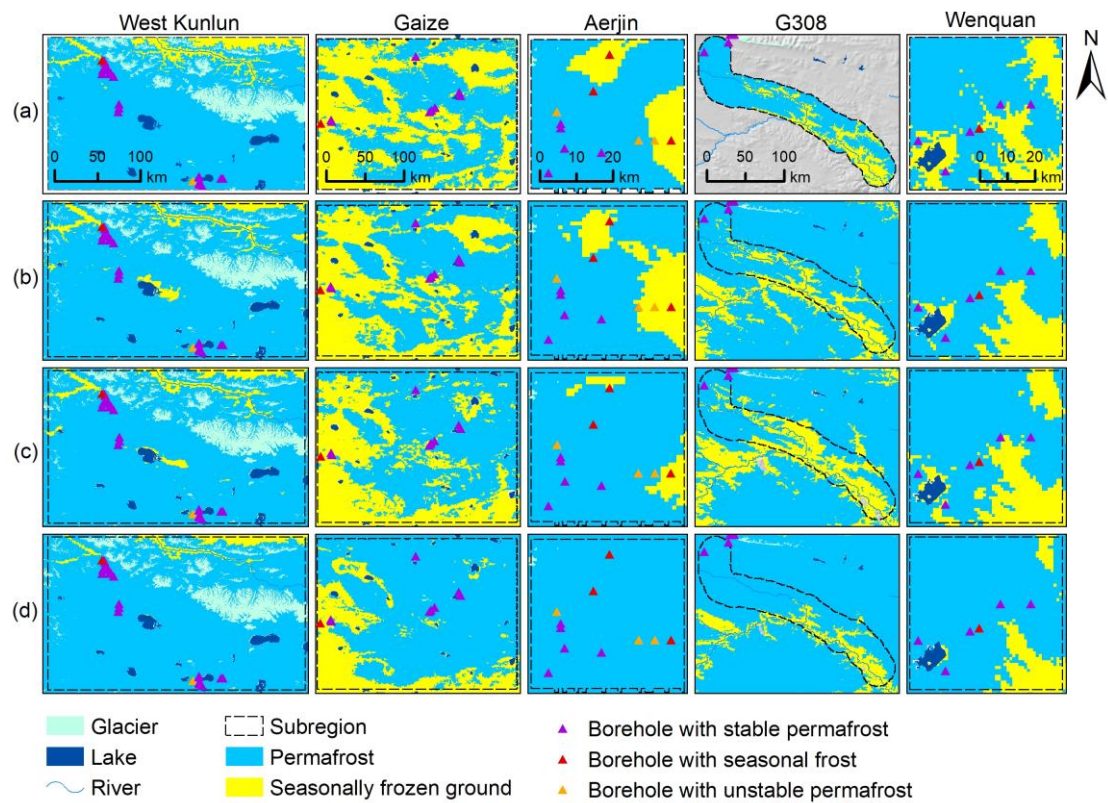 West Kunlun Gaize Aerjin G308 Wenquan
N
(a)
0 50 100
km
0 50 100
km
0 10 20
km
0 50 100
km
0 10 20
km
(b)
(c)
(d)
Glacier
Lake
River
Subregion
Permafrost
Seasonally frozen ground
Borehole with stable permafrost
Borehole with seasonal frost
Borehole with unstable permafrost